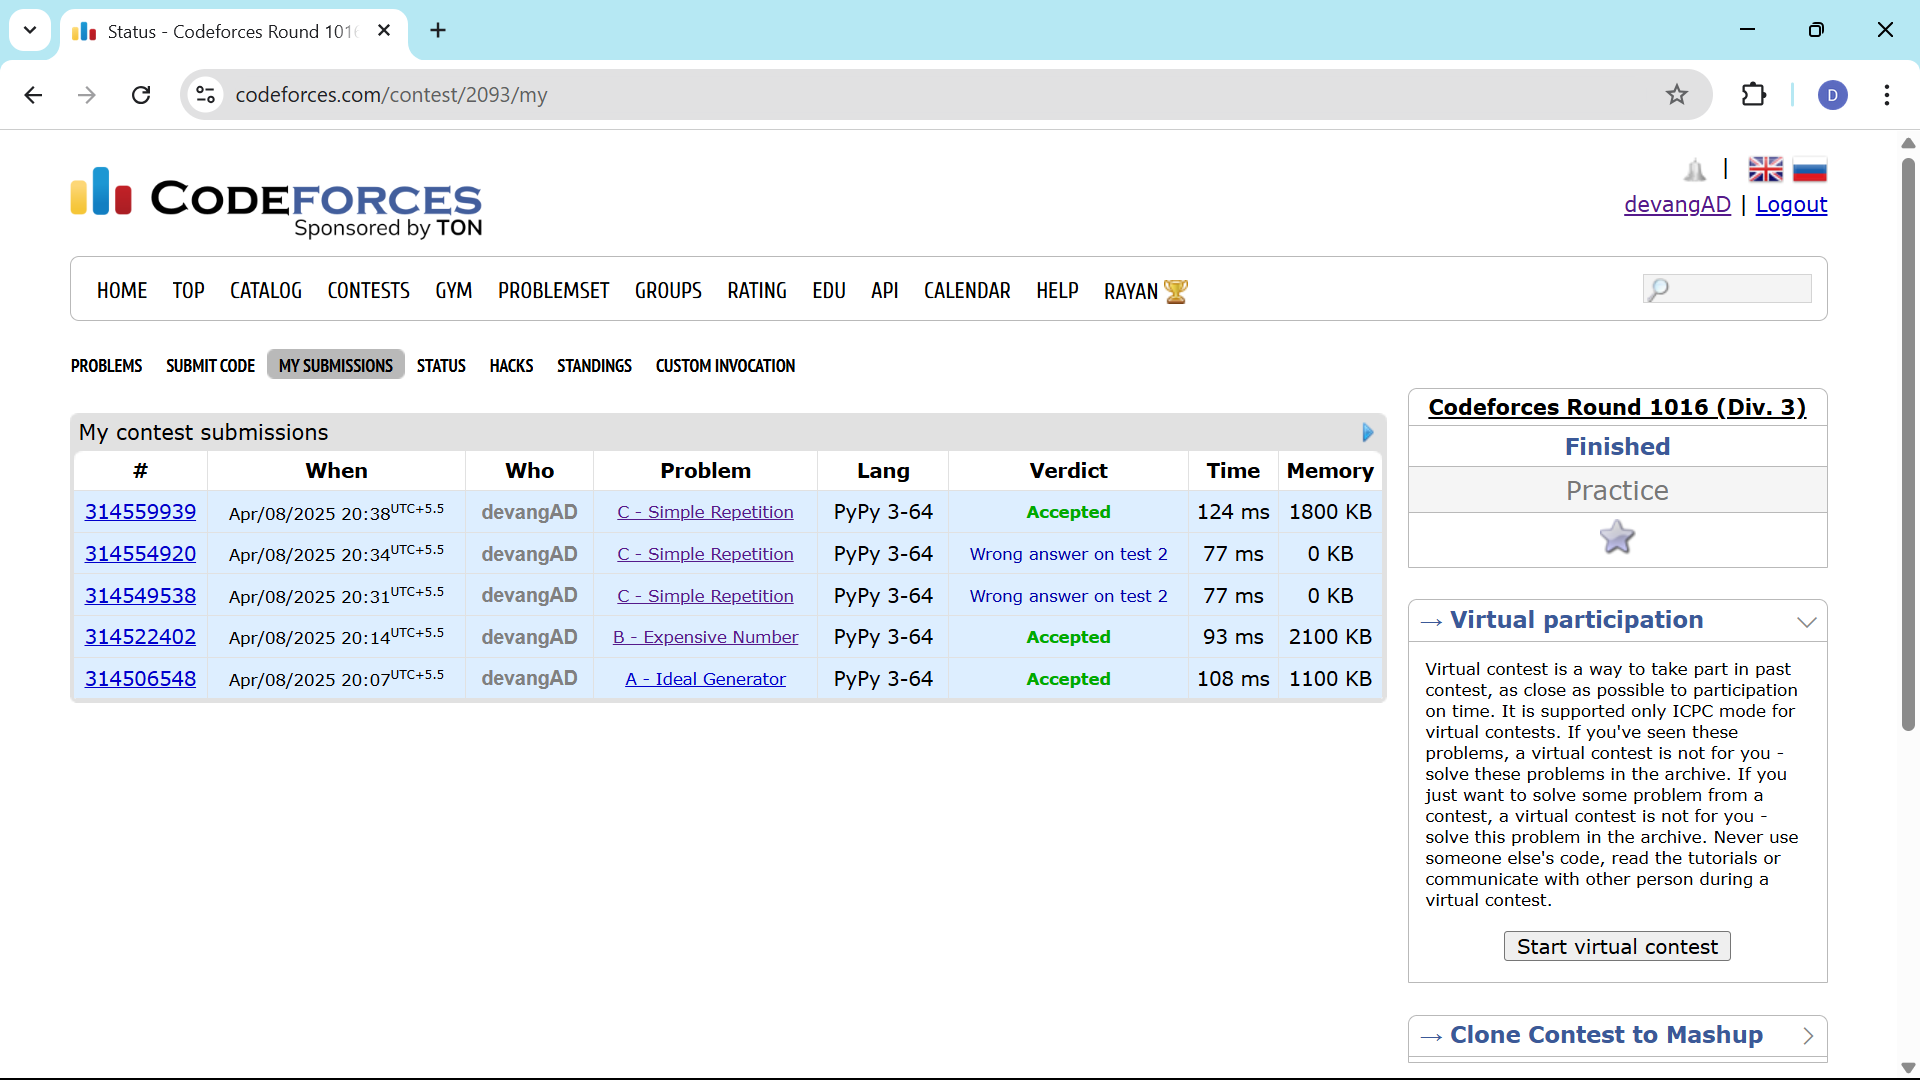 Status - Codeforces Round 1016
codeforces.com/contest/2093/my
D
CODEFORCES
Sponsored by TON
|
devangAD | Logout
HOME TOP CATALOG CONTESTS GYM PROBLEMSET GROUPS RATING EDU API CALENDAR HELP RAYAN
PROBLEMS SUBMIT CODE MY SUBMISSIONS STATUS HACKS STANDINGS CUSTOM INVOCATION
My contest submissions
# When Who Problem Lang Verdict Time Memory
314559939 Apr/08/2025 20:38UTC+5.5 devangAD C - Simple Repetition PyPy 3-64 Accepted 124 ms 1800 KB
314554920 Apr/08/2025 20:34UTC+5.5 devangAD C - Simple Repetition PyPy 3-64 Wrong answer on test 2 77 ms 0 KB
314549538 Apr/08/2025 20:31UTC+5.5 devangAD C - Simple Repetition PyPy 3-64 Wrong answer on test 2 77 ms 0 KB
314522402 Apr/08/2025 20:14UTC+5.5 devangAD B - Expensive Number PyPy 3-64 Accepted 93 ms 2100 KB
314506548 Apr/08/2025 20:07UTC+5.5 devangAD A - Ideal Generator PyPy 3-64 Accepted 108 ms 1100 KB
Codeforces Round 1016 (Div. 3)
Finished
Practice
→ Virtual participation
Virtual contest is a way to take part in past
contest, as close as possible to participation
on time. It is supported only ICPC mode for
virtual contests. If you've seen these
problems, a virtual contest is not for you -
solve these problems in the archive. If you
just want to solve some problem from a
contest, a virtual contest is not for you -
solve this problem in the archive. Never use
someone else's code, read the tutorials or
communicate with other person during a
virtual contest.
Start virtual contest
→ Clone Contest to Mashup